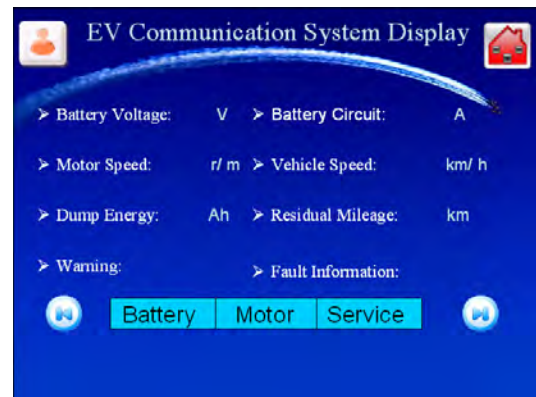 EV Communication System Display
➢ Battery Voltage: V ➢ Battery Circuit: A
➢ Motor Speed: r/ m ➢ Vehicle Speed: km/ h
➢ Dump Energy: Ah ➢ Residual Mileage: km
➢ Warning: ➢ Fault Information:
Battery Motor Service